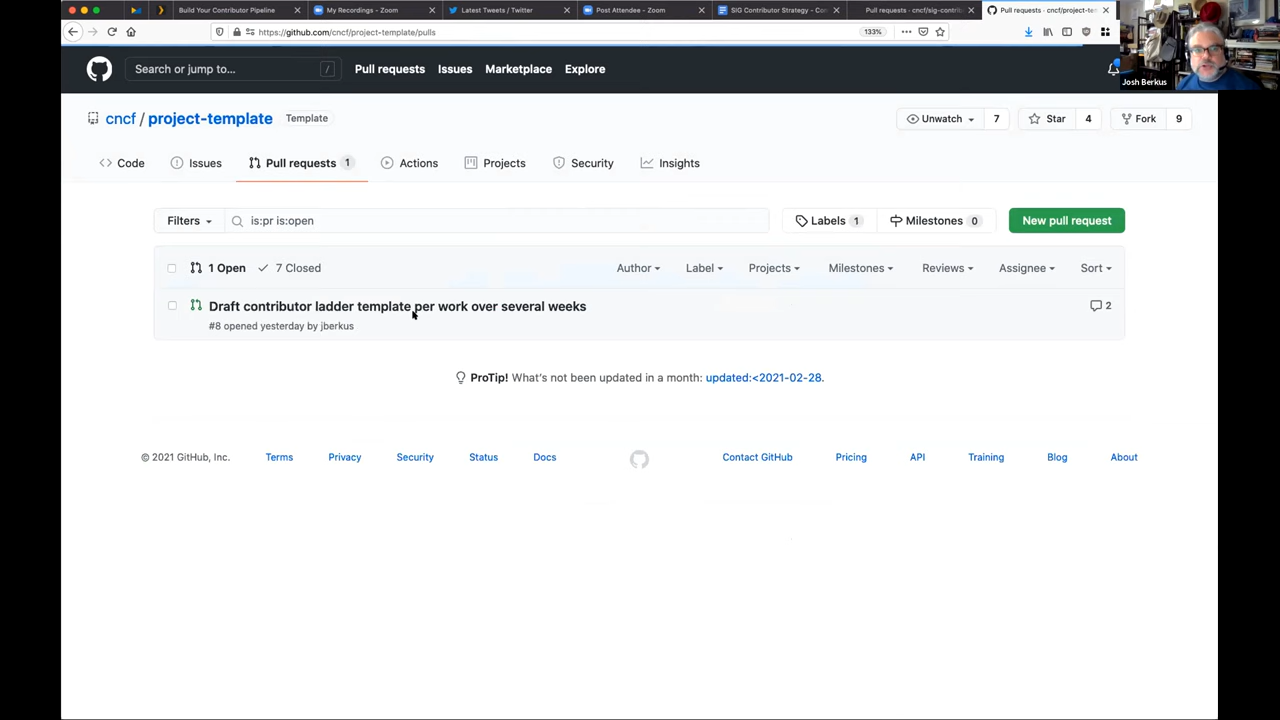 Build Your Contributor Pipeline
My Recordings - Zoom
Latest Tweets / Twitter
Post Attendee - Zoom
SIG Contributor Strategy - Co
Pull requests · cncf/sig-contrib
Pull requests · cncf/project-te
https://github.com/cncf/project-template/pulls
133%
Search or jump to...
/
Pull requests
Issues
Marketplace
Explore
Josh Berkus
cncf / project-template
Template
Unwatch
7
Star
4
Fork
9
Code
Issues
Pull requests 1
Actions
Projects
Security
Insights
Filters
is:pr is:open
Labels 1
Milestones 0
New pull request
1 Open
7 Closed
Author
Label
Projects
Milestones
Reviews
Assignee
Sort
Draft contributor ladder template per work over several weeks
2
#8 opened yesterday by jberkus
ProTip! What's not been updated in a month: updated:<2021-02-28.
© 2021 GitHub, Inc.
Terms
Privacy
Security
Status
Docs
Contact GitHub
Pricing
API
Training
Blog
About